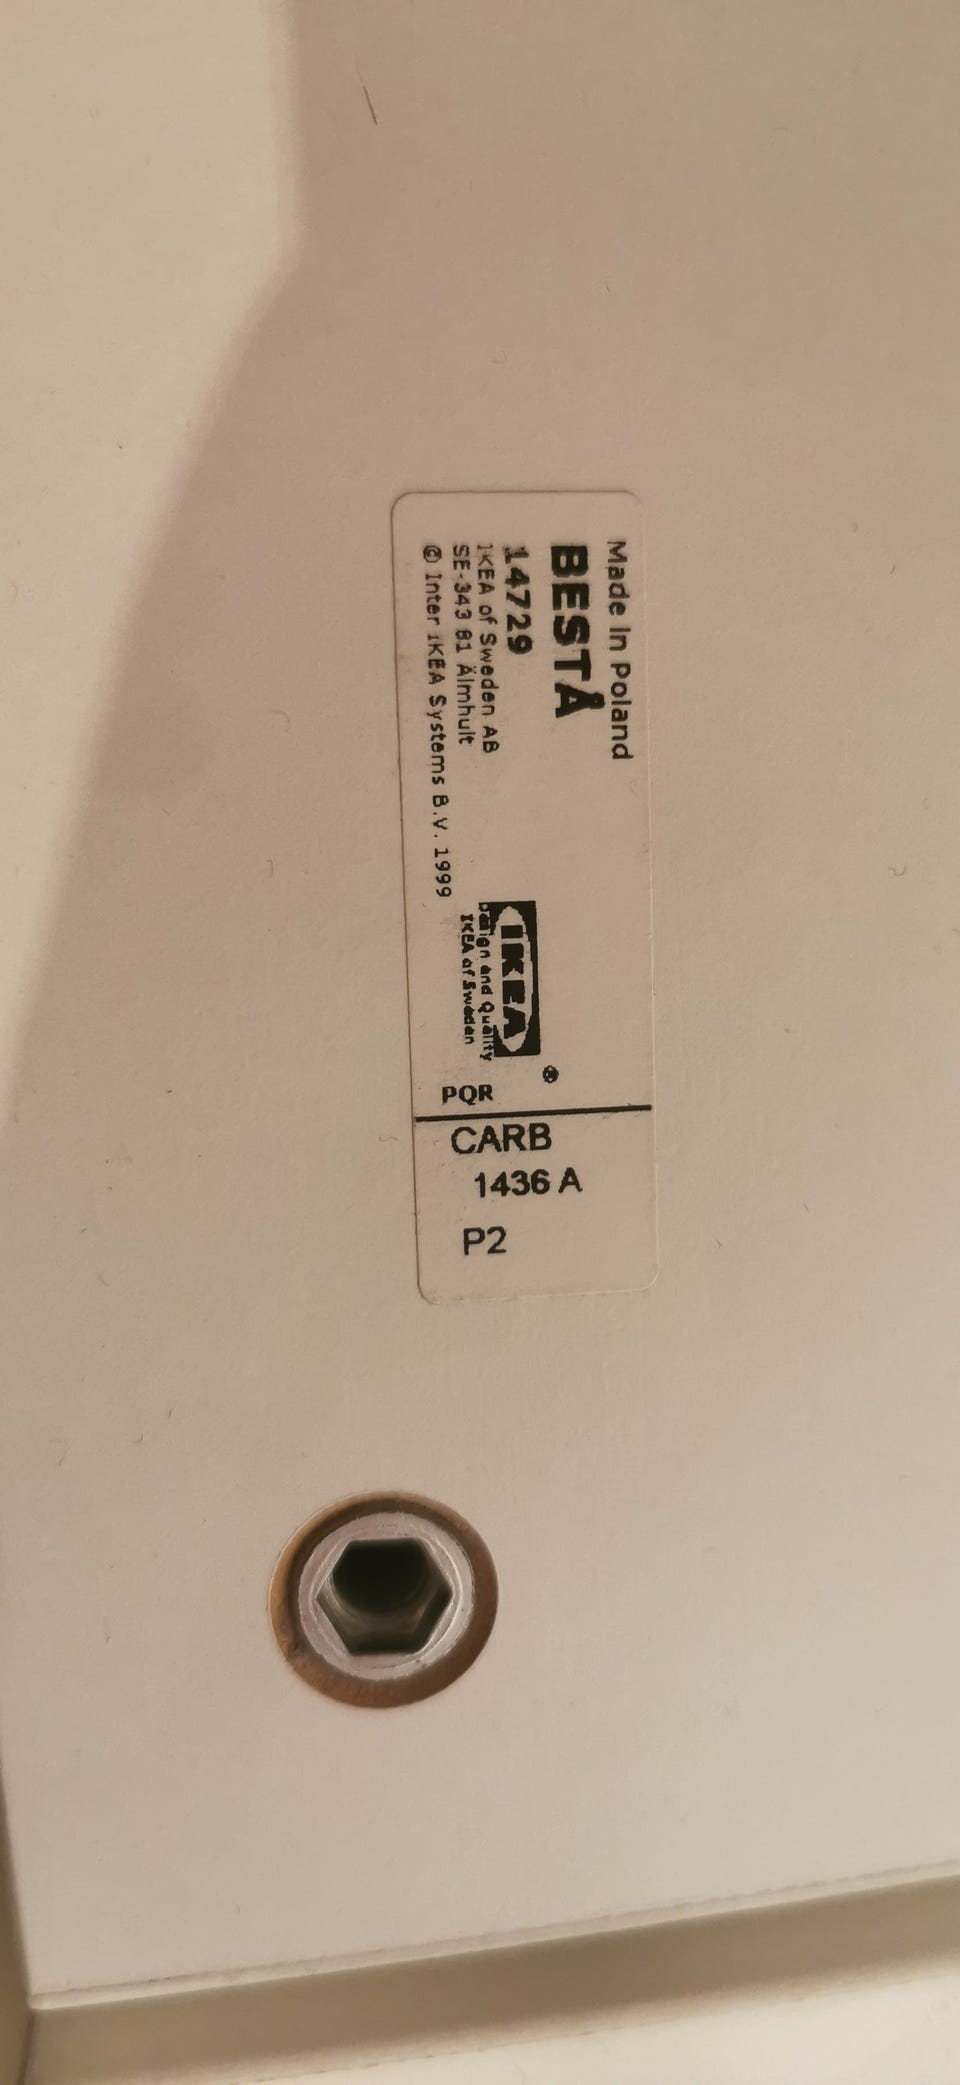 Made in Poland
BESTÅ
14729
IKEA of Sweden AB
SE-343 81 Älmhult
© Inter IKEA Systems B.V. 1999
IKEA ®
Design and Quality
IKEA of Sweden
PQR
CARB
1436 A
P2